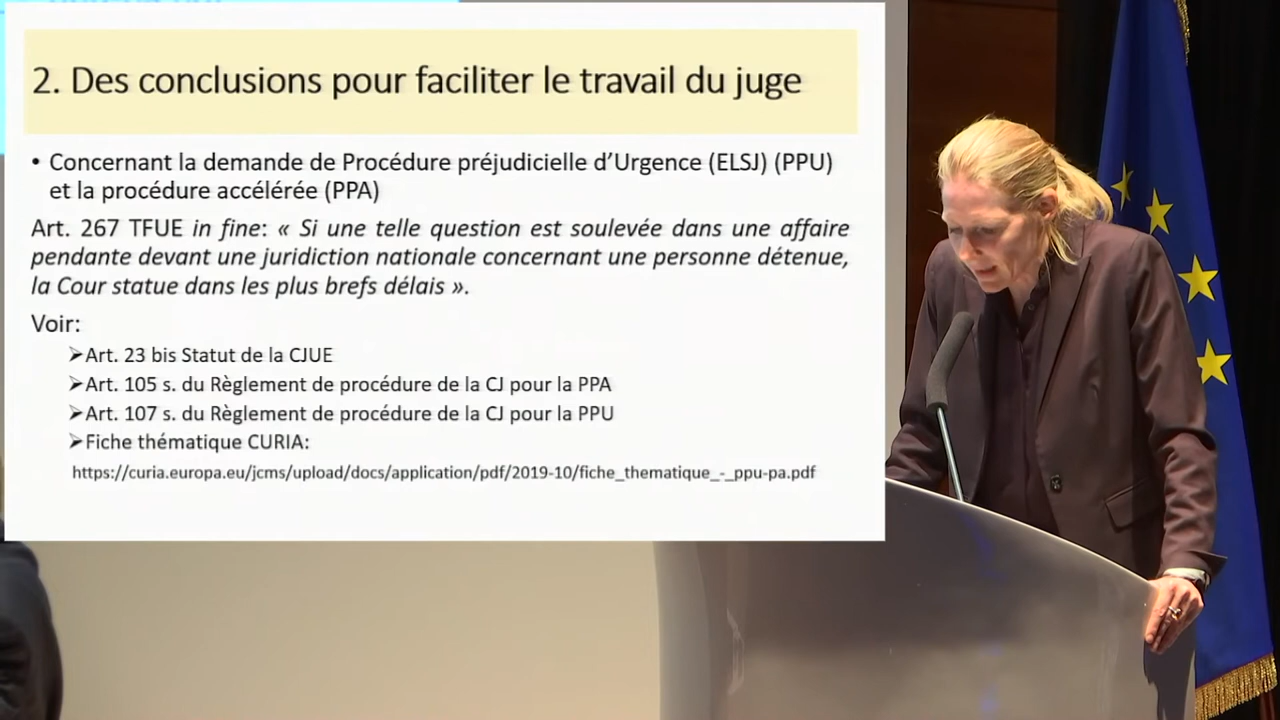 2. Des conclusions pour faciliter le travail du juge
• Concernant la demande de Procédure préjudicielle d’Urgence (ELSJ) (PPU)
et la procédure accélérée (PPA)
Art. 267 TFUE in fine: « Si une telle question est soulevée dans une affaire
pendante devant une juridiction nationale concernant une personne détenue,
la Cour statue dans les plus brefs délais ».
Voir:
➤Art. 23 bis Statut de la CJUE
➤Art. 105 s. du Règlement de procédure de la CJ pour la PPA
➤Art. 107 s. du Règlement de procédure de la CJ pour la PPU
➤Fiche thématique CURIA:
https://curia.europa.eu/jcms/upload/docs/application/pdf/2019-10/fiche_thematique_-_ppu-pa.pdf